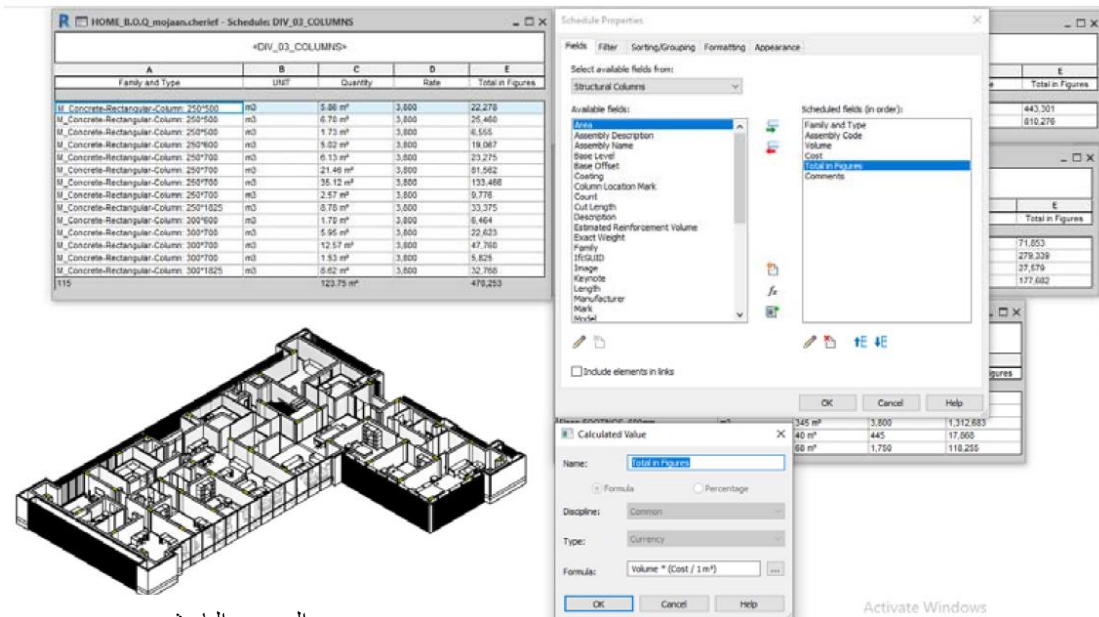 HOME_B.O.Q_mojaan.cherief - Schedule: DIV_03_COLUMNS
<DIV_03_COLUMNS>
A B C D E
Family and Type UNIT Quantity Rate Total in Figures
M_Concrete-Rectangular-Column: 250*500 m3 5.86 m³ 3,800 22,278
M_Concrete-Rectangular-Column: 250*500 m3 6.70 m³ 3,800 25,460
M_Concrete-Rectangular-Column: 250*500 m3 1.73 m³ 3,800 6,555
M_Concrete-Rectangular-Column: 250*600 m3 5.02 m³ 3,800 19,067
M_Concrete-Rectangular-Column: 250*700 m3 6.13 m³ 3,800 23,275
M_Concrete-Rectangular-Column: 250*700 m3 21.46 m³ 3,800 81,562
M_Concrete-Rectangular-Column: 250*700 m3 35.12 m³ 3,800 133,466
M_Concrete-Rectangular-Column: 250*700 m3 2.57 m³ 3,800 9,776
M_Concrete-Rectangular-Column: 250*1825 m3 8.78 m³ 3,800 33,375
M_Concrete-Rectangular-Column: 300*600 m3 1.70 m³ 3,800 6,464
M_Concrete-Rectangular-Column: 300*700 m3 5.95 m³ 3,800 22,623
M_Concrete-Rectangular-Column: 300*700 m3 12.57 m³ 3,800 47,760
M_Concrete-Rectangular-Column: 300*700 m3 1.53 m³ 3,800 5,825
M_Concrete-Rectangular-Column: 300*1825 m3 8.62 m³ 3,800 32,768
115 123.75 m³ 470,253
Schedule Properties
Fields Filter Sorting/Grouping Formatting Appearance
Select available fields from:
Structural Columns
Available fields: Scheduled fields (in order):
Area
Assembly Description
Assembly Name
Base Level
Base Offset
Coating
Column Location Mark
Count
Cut Length
Description
Estimated Reinforcement Volume
Exact Weight
Family
IfcGUID
Image
Keynote
Length
Manufacturer
Mark
Model
Family and Type
Assembly Code
Volume
Cost
Total in Figures
Comments
Include elements in links
OK Cancel Help
E
Total in Figures
443,301
810,276
E
Total in Figures
71,853
279,339
27,579
177,682
345 m³ 3,800 1,312,683
40 m³ 445 17,868
60 m³ 1,750 118,255
Calculated Value
Name: Total in Figures
Formula Percentage
Discipline: Common
Type: Currency
Formula: Volume * (Cost / 1 m³) ...
OK Cancel Help
Activate Windows